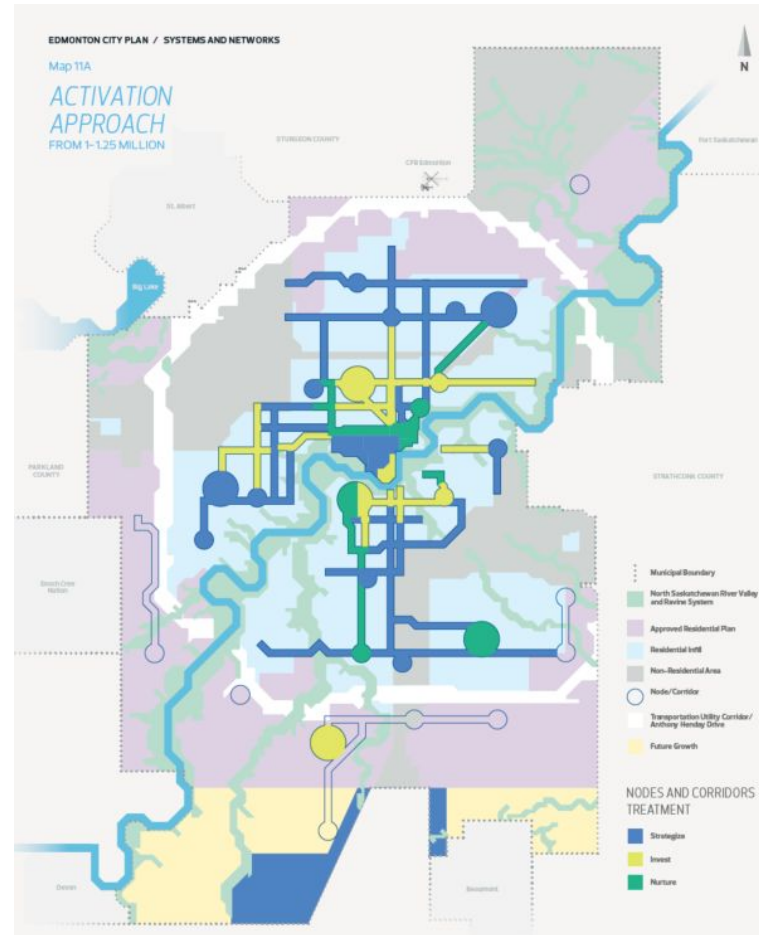 EDMONTON CITY PLAN / SYSTEMS AND NETWORKS
Map 11A
ACTIVATION
APPROACH
FROM 1–1.25 MILLION
N
STURGEON COUNTY
Fort Saskatchewan
CFB Edmonton
St. Albert
Big Lake
PARKLAND
COUNTY
STRATHCONA COUNTY
Enoch Cree
Nation
Devon
Beaumont
Municipal Boundary
North Saskatchewan River Valley
and Ravine System
Approved Residential Plan
Residential Infill
Non-Residential Area
Node/Corridor
Transportation Utility Corridor/
Anthony Henday Drive
Future Growth
NODES AND CORRIDORS
TREATMENT
Strategize
Invest
Nurture